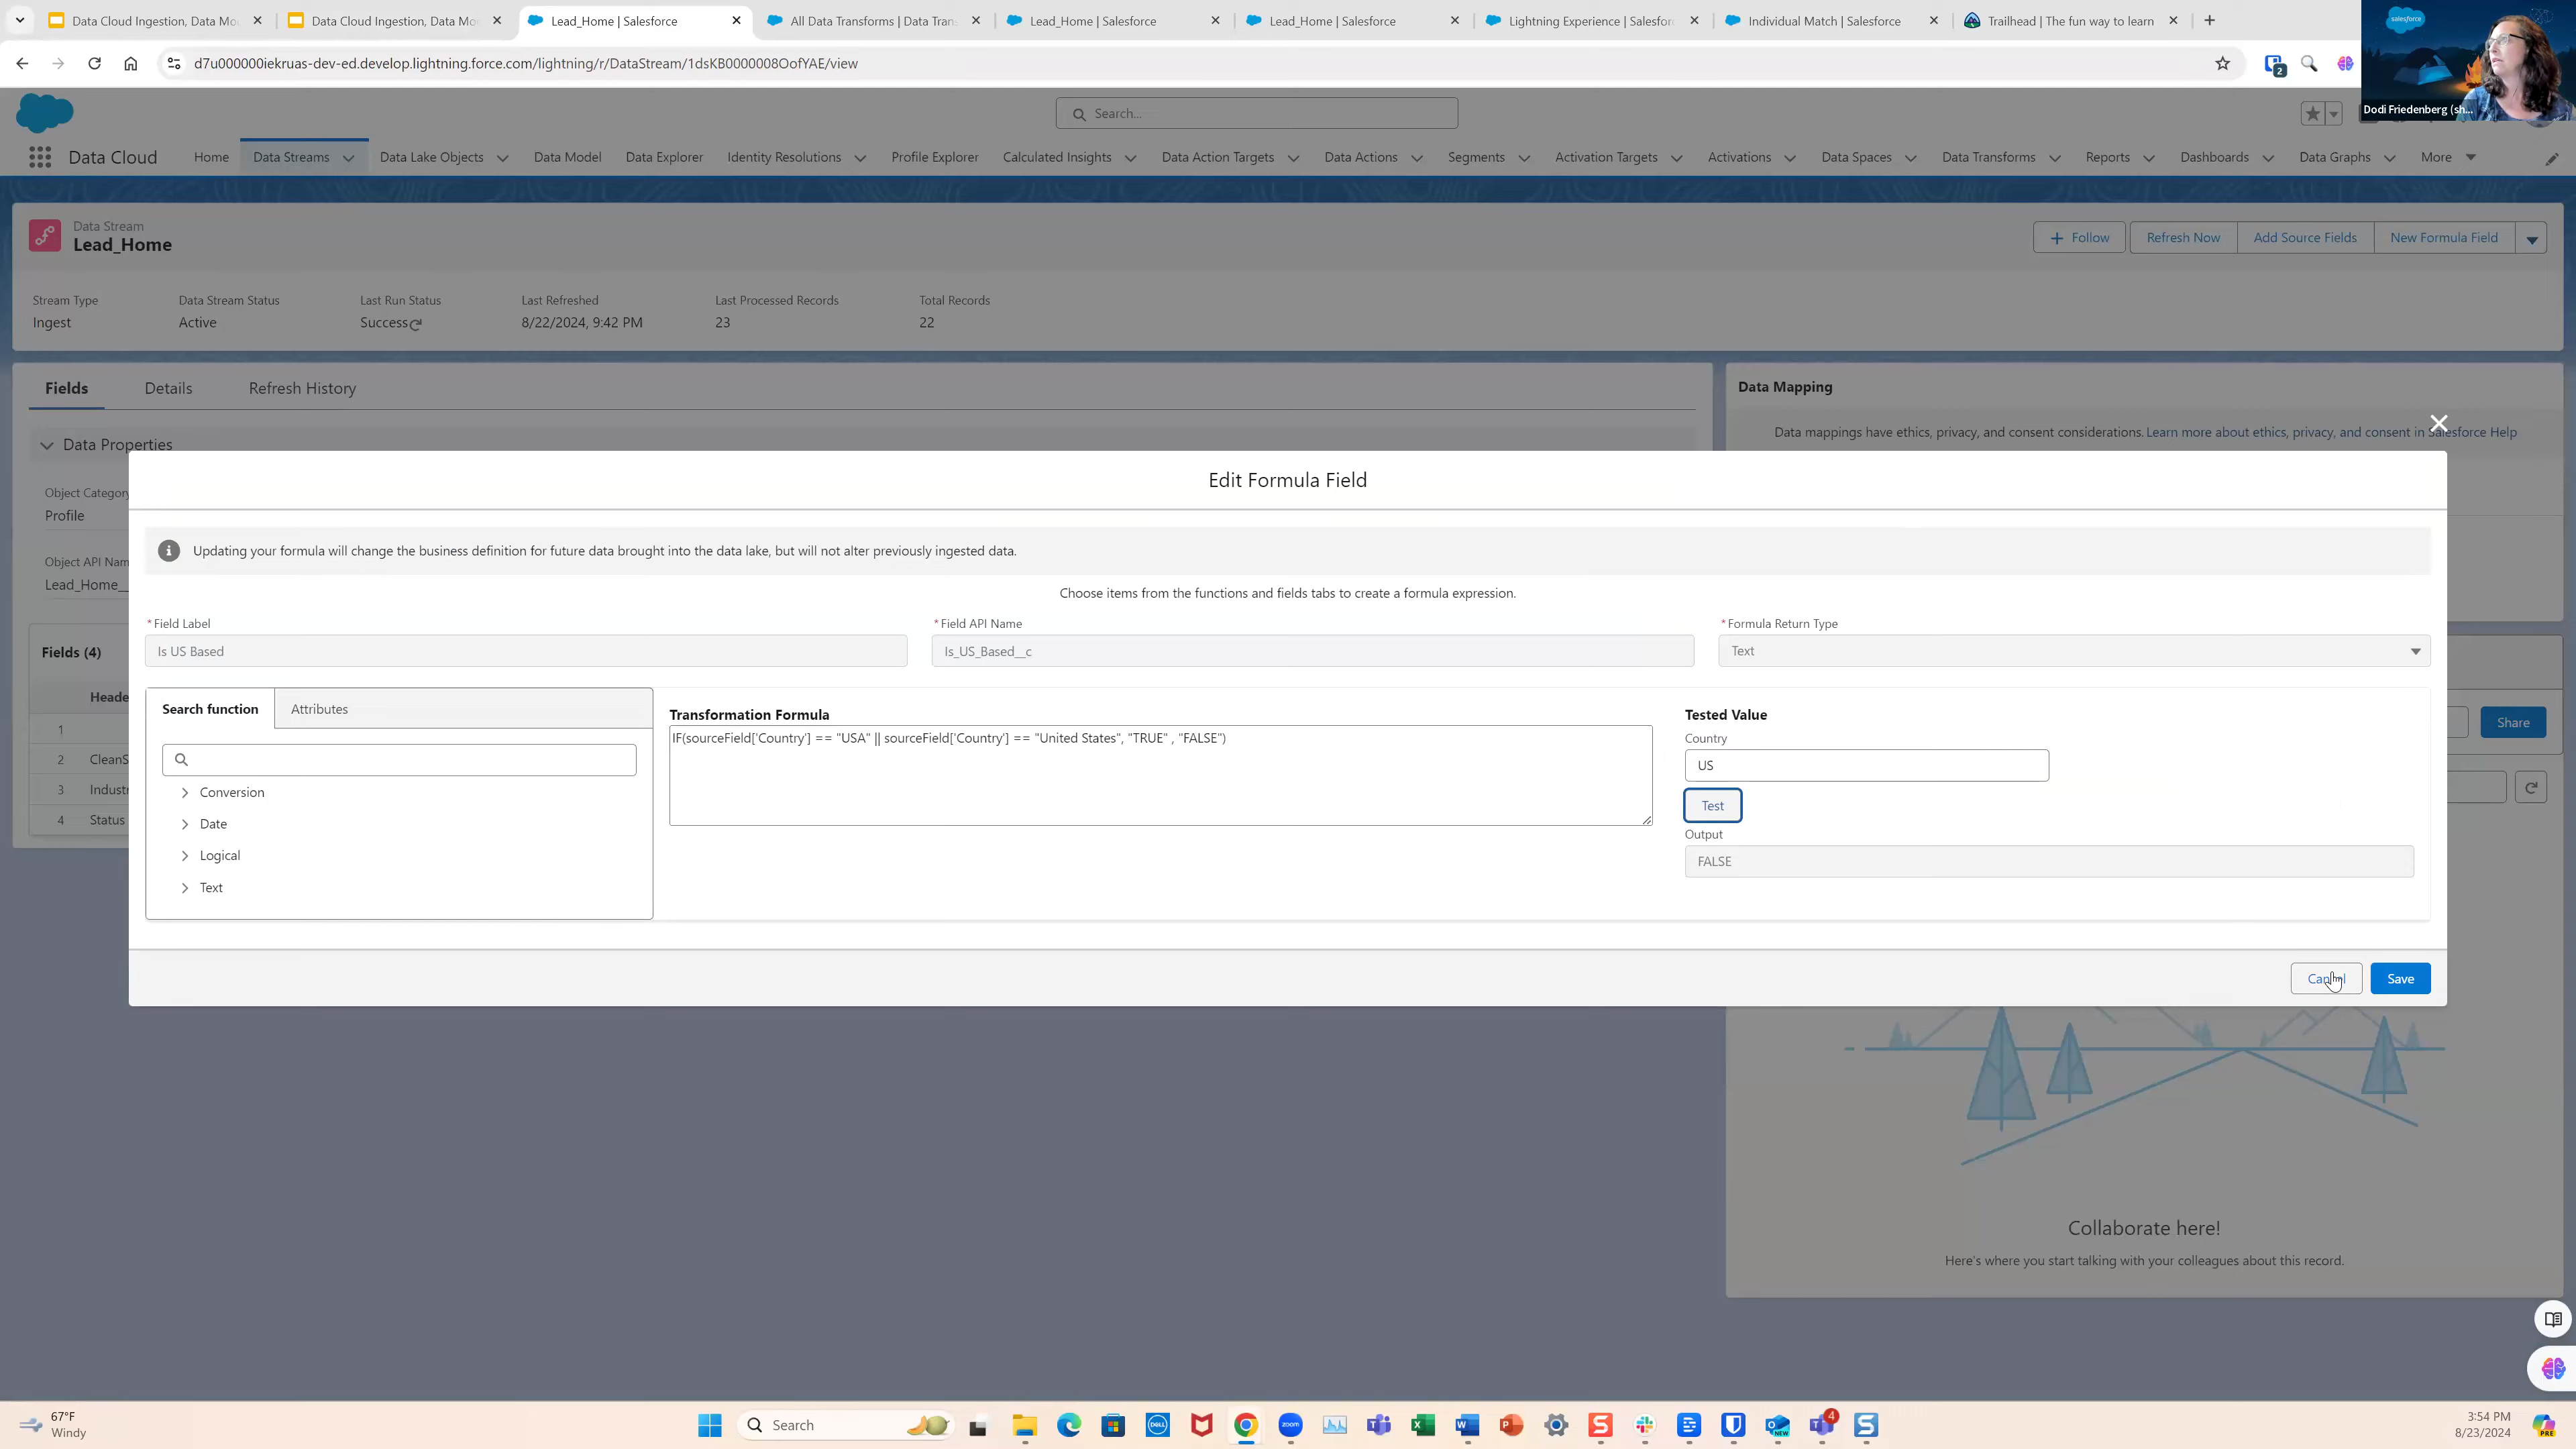 Data Cloud Ingestion, Data Mo
Data Cloud Ingestion, Data Mo
Lead_Home | Salesforce
All Data Transforms | Data Tran
Lead_Home | Salesforce
Lead_Home | Salesforce
Lightning Experience | Salesfor
Individual Match | Salesforce
Trailhead | The fun way to learn
d7u000000iekruas-dev-ed.develop.lightning.force.com/lightning/r/DataStream/1dsKB0000008OofYAE/view
2
salesforce
Dodi Friedenberg (sh...
Search...
Data Cloud
Home
Data Streams
Data Lake Objects
Data Model
Data Explorer
Identity Resolutions
Profile Explorer
Calculated Insights
Data Action Targets
Data Actions
Segments
Activation Targets
Activations
Data Spaces
Data Transforms
Reports
Dashboards
Data Graphs
More
Data Stream
Lead_Home
Follow
Refresh Now
Add Source Fields
New Formula Field
Stream Type
Ingest
Data Stream Status
Active
Last Run Status
Success
Last Refreshed
8/22/2024, 9:42 PM
Last Processed Records
23
Total Records
22
Fields
Details
Refresh History
Data Properties
Object Category
Profile
Object API Nam
Lead_Home__
Fields (4)
Heade
1
2 CleanS
3 Industr
4 Status
Data Mapping
Data mappings have ethics, privacy, and consent considerations. Learn more about ethics, privacy, and consent in Salesforce Help
Share
Edit Formula Field
Updating your formula will change the business definition for future data brought into the data lake, but will not alter previously ingested data.
Choose items from the functions and fields tabs to create a formula expression.
* Field Label
Is US Based
* Field API Name
Is_US_Based__c
* Formula Return Type
Text
Search function
Attributes
Conversion
Date
Logical
Text
Transformation Formula
IF(sourceField['Country'] == "USA" || sourceField['Country'] == "United States", "TRUE" , "FALSE")
Tested Value
Country
US
Test
Output
FALSE
Save
Collaborate here!
Here's where you start talking with your colleagues about this record.
67°F
Windy
Search
DELL
zoom
NEW
4
3:54 PM
8/23/2024
PRE